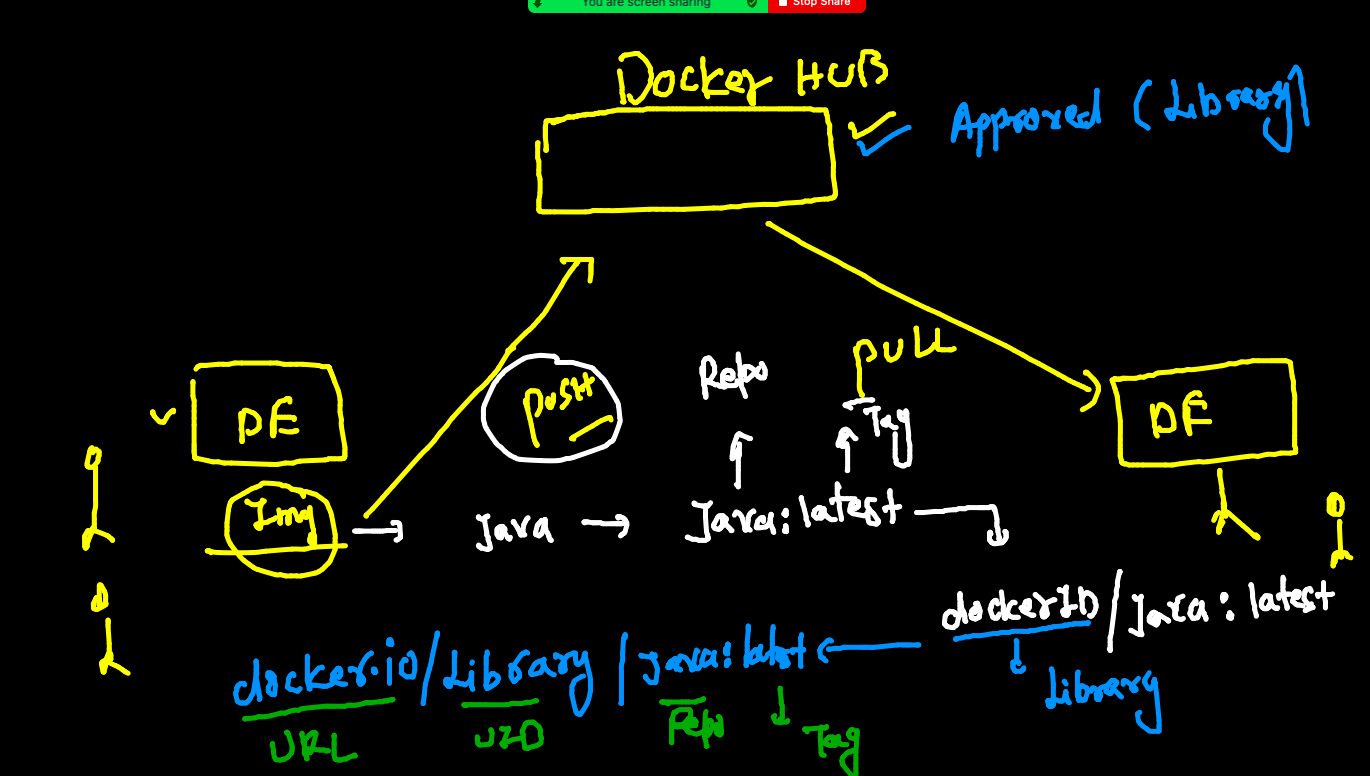 You are screen sharing
Stop Share
Docker HUB
Approved (Library)
PULL
Repo
Tag
PUSH
DE
DE
Img
Java
Java:latest
dockerID/Java:latest
docker.io/Library/Java:latest
Library
URL
UID
Repo
Tag